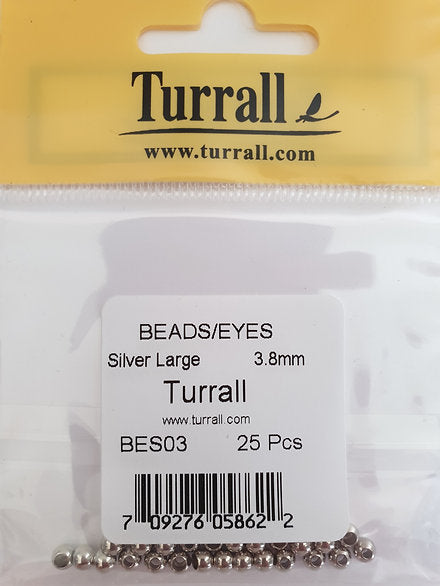 Turrall
www.turrall.com
BEADS/EYES
Silver Large 3.8mm
Turrall
www.turrall.com
BES03 25 Pcs
7 09276 05862 2